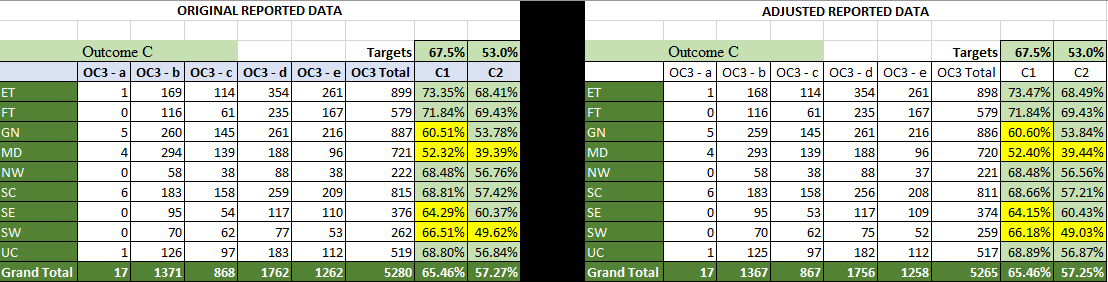 ORIGINAL REPORTED DATA ADJUSTED REPORTED DATA
Outcome C Targets 67.5% 53.0% Outcome C Targets 67.5% 53.0%
OC3 - a OC3 - b OC3 - c OC3 - d OC3 - e OC3 Total C1 C2 OC3 - a OC3 - b OC3 - c OC3 - d OC3 - e OC3 Total C1 C2
ET 1 169 114 354 261 899 73.35% 68.41% ET 1 168 114 354 261 898 73.47% 68.49%
FT 0 116 61 235 167 579 71.84% 69.43% FT 0 116 61 235 167 579 71.84% 69.43%
GN 5 260 145 261 216 887 60.51% 53.78% GN 5 259 145 261 216 886 60.60% 53.84%
MD 4 294 139 188 96 721 52.32% 39.39% MD 4 293 139 188 96 720 52.40% 39.44%
NW 0 58 38 88 38 222 68.48% 56.76% NW 0 58 38 88 37 221 68.48% 56.56%
SC 6 183 158 259 209 815 68.81% 57.42% SC 6 183 158 256 208 811 68.66% 57.21%
SE 0 95 54 117 110 376 64.29% 60.37% SE 0 95 53 117 109 374 64.15% 60.43%
SW 0 70 62 77 53 262 66.51% 49.62% SW 0 70 62 75 52 259 66.18% 49.03%
UC 1 126 97 183 112 519 68.80% 56.84% UC 1 125 97 182 112 517 68.89% 56.87%
Grand Total 17 1371 868 1762 1262 5280 65.46% 57.27% Grand Total 17 1367 867 1756 1258 5265 65.46% 57.25%